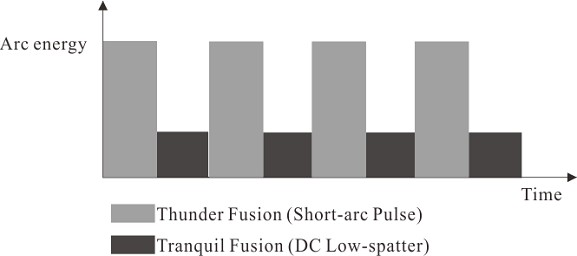 Arc energy
Time
Thunder Fusion (Short-arc Pulse)
Tranquil Fusion (DC Low-spatter)